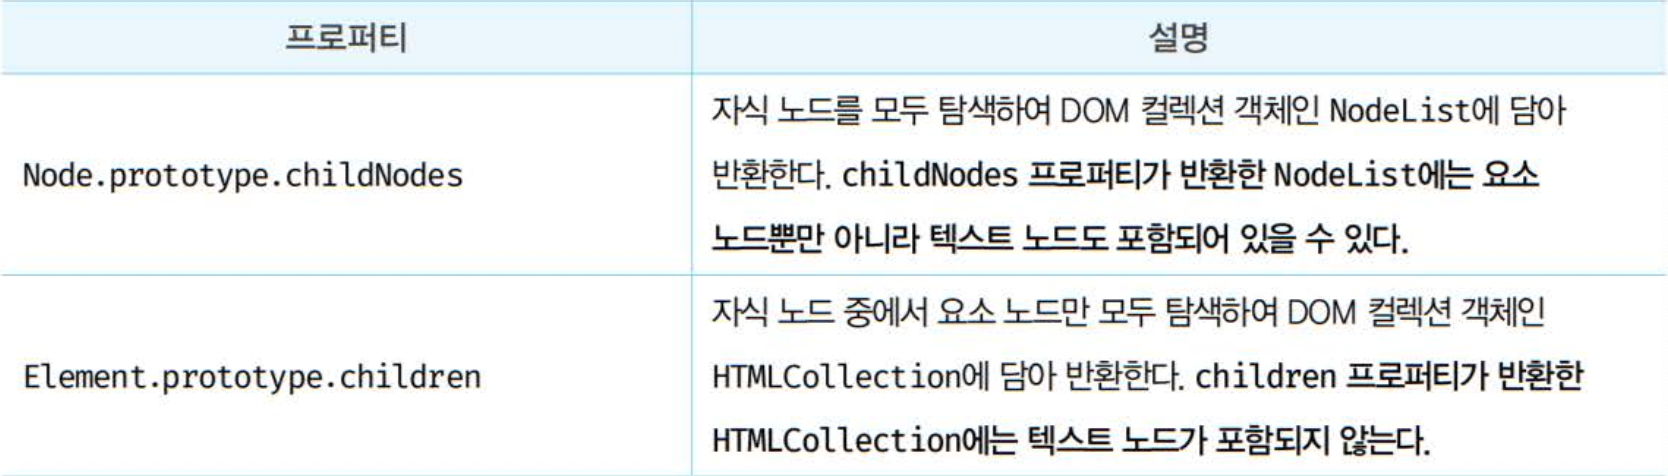 프로퍼티
설명
Node.prototype.childNodes
자식 노드를 모두 탐색하여 DOM 컬렉션 객체인 NodeList에 담아
반환한다. childNodes 프로퍼티가 반환한 NodeList에는 요소
노드뿐만 아니라 텍스트 노드도 포함되어 있을 수 있다.
Element.prototype.children
자식 노드 중에서 요소 노드만 모두 탐색하여 DOM 컬렉션 객체인
HTMLCollection에 담아 반환한다. children 프로퍼티가 반환한
HTMLCollection에는 텍스트 노드가 포함되지 않는다.